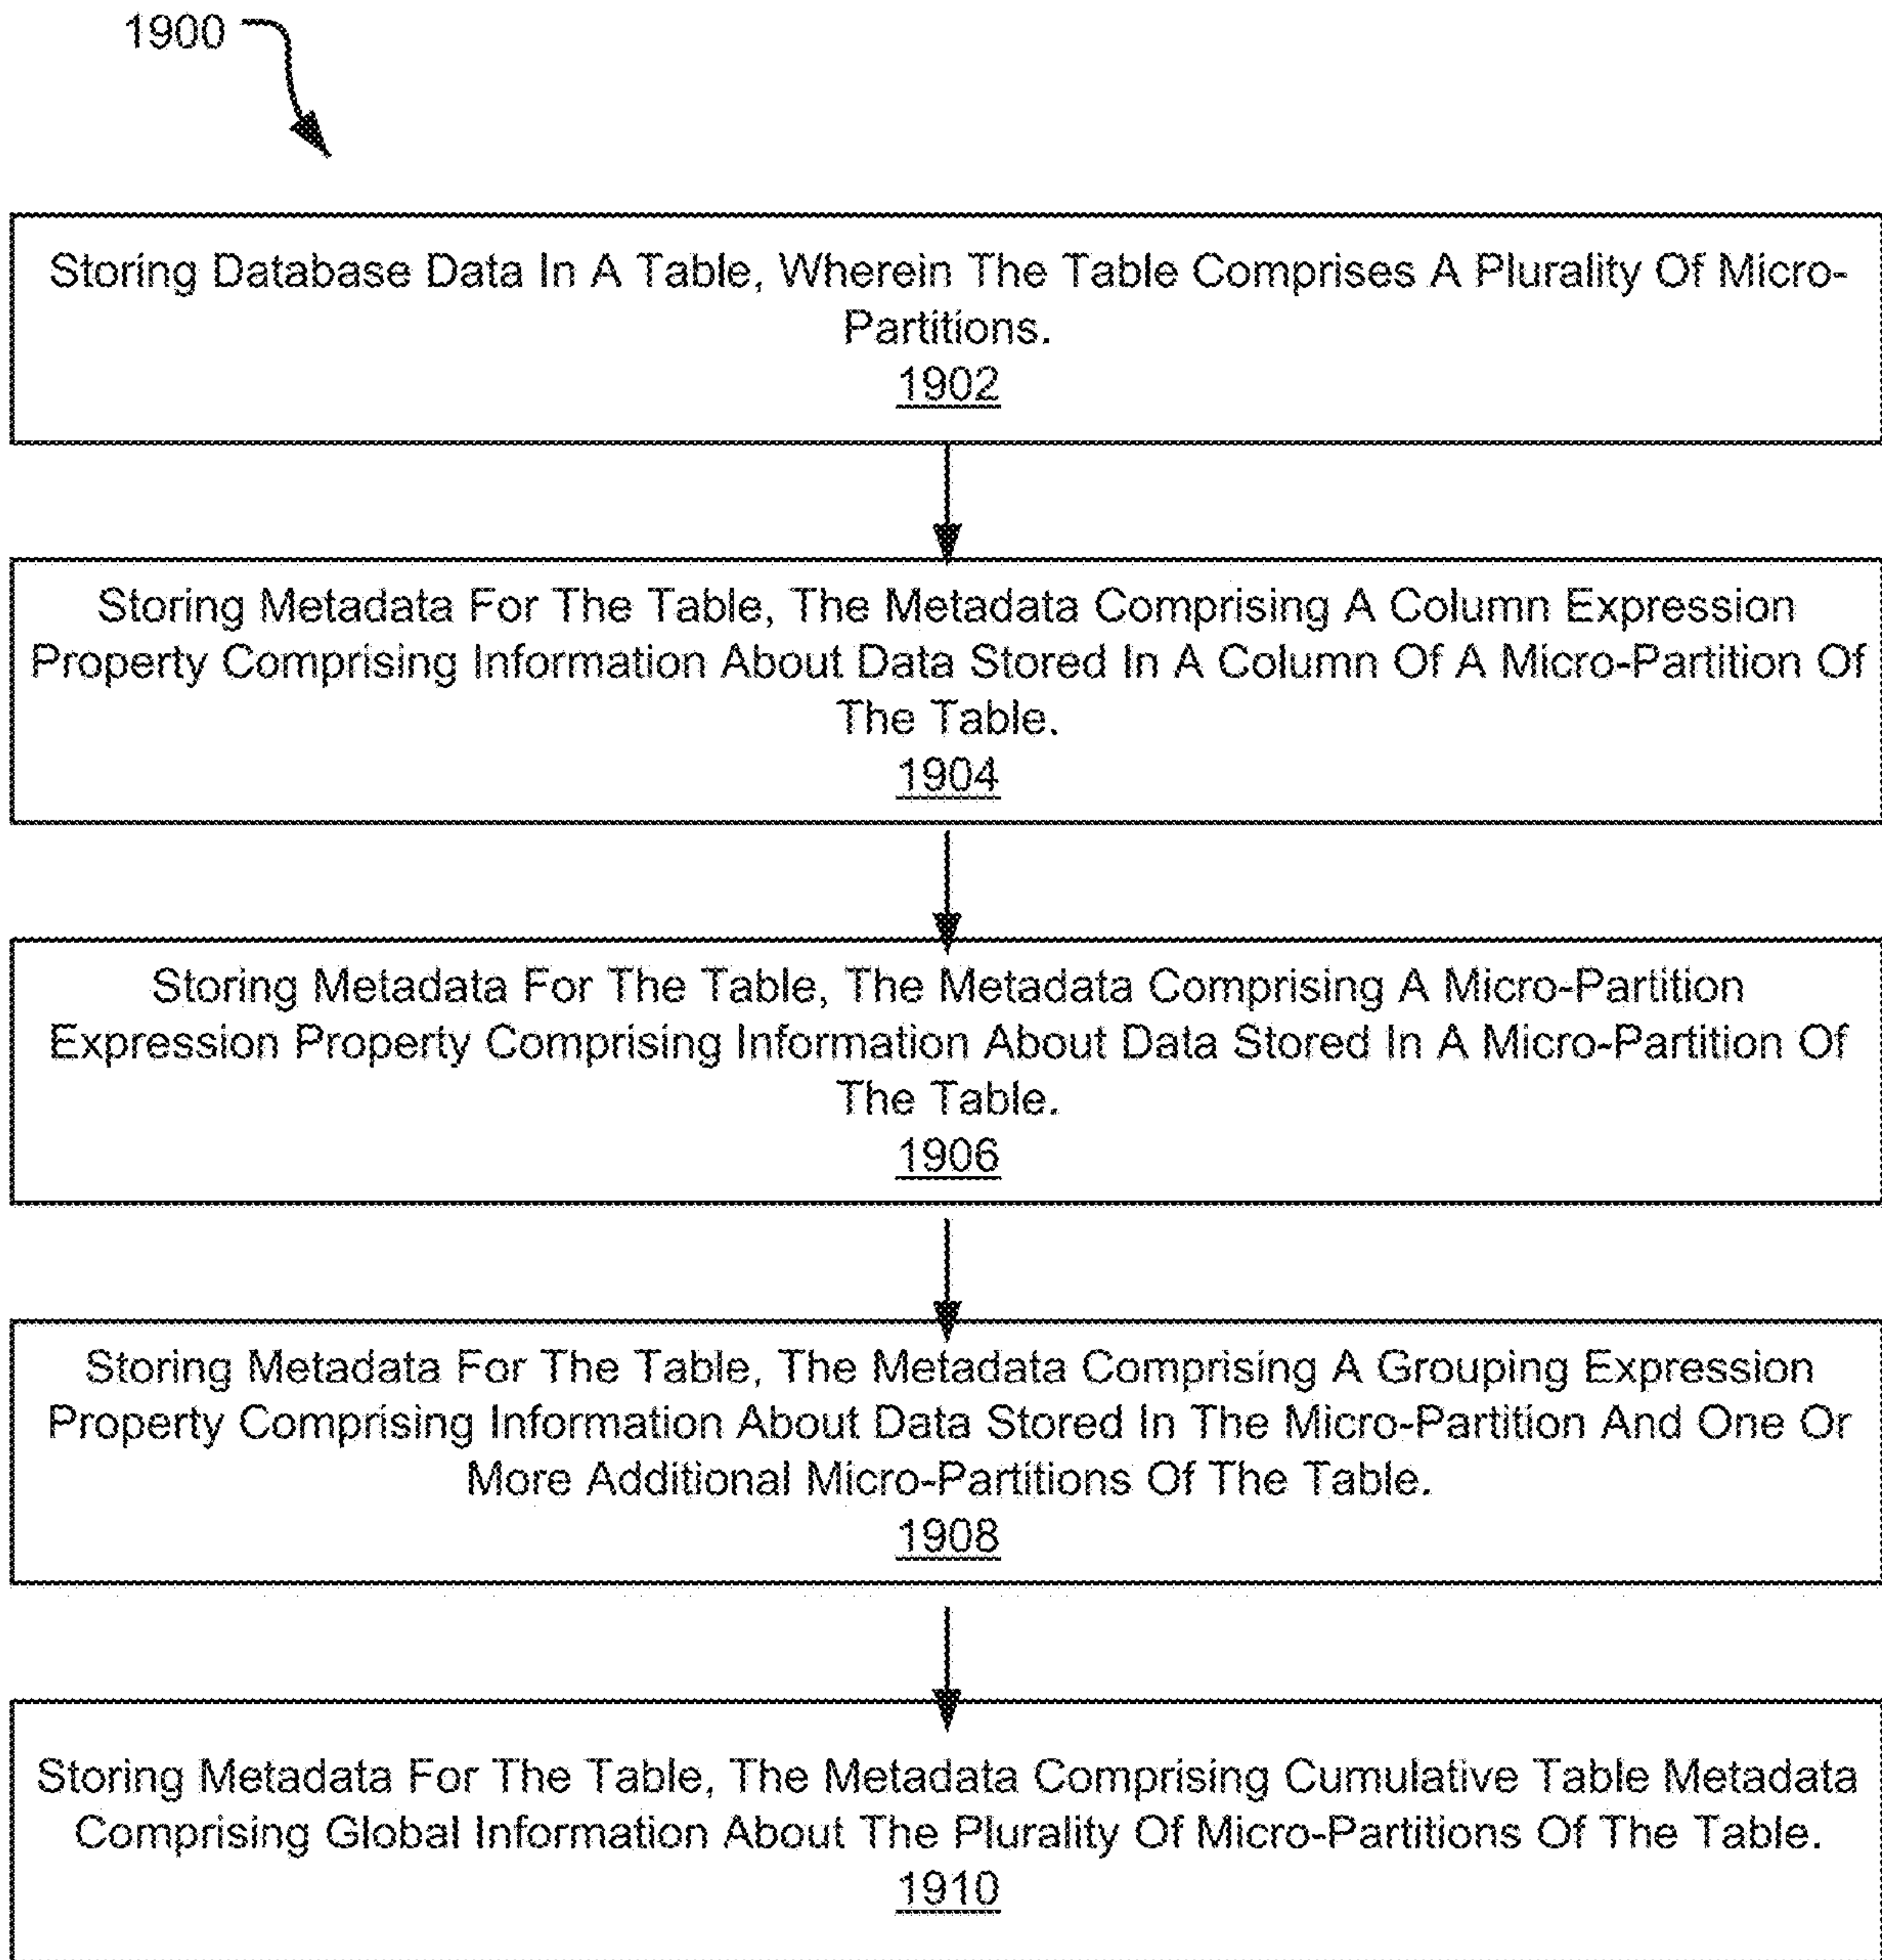 1900
Storing Database Data In A Table, Wherein The Table Comprises A Plurality Of Micro-
Partitions.
1902
Storing Metadata For The Table, The Metadata Comprising A Column Expression
Property Comprising Information About Data Stored In A Column Of A Micro-Partition Of
The Table.
1904
Storing Metadata For The Table, The Metadata Comprising A Micro-Partition
Expression Property Comprising Information About Data Stored In A Micro-Partition Of
The Table.
1906
Storing Metadata For The Table, The Metadata Comprising A Grouping Expression
Property Comprising Information About Data Stored In The Micro-Partition And One Or
More Additional Micro-Partitions Of The Table.
1908
Storing Metadata For The Table, The Metadata Comprising Cumulative Table Metadata
Comprising Global Information About The Plurality Of Micro-Partitions Of The Table.
1910